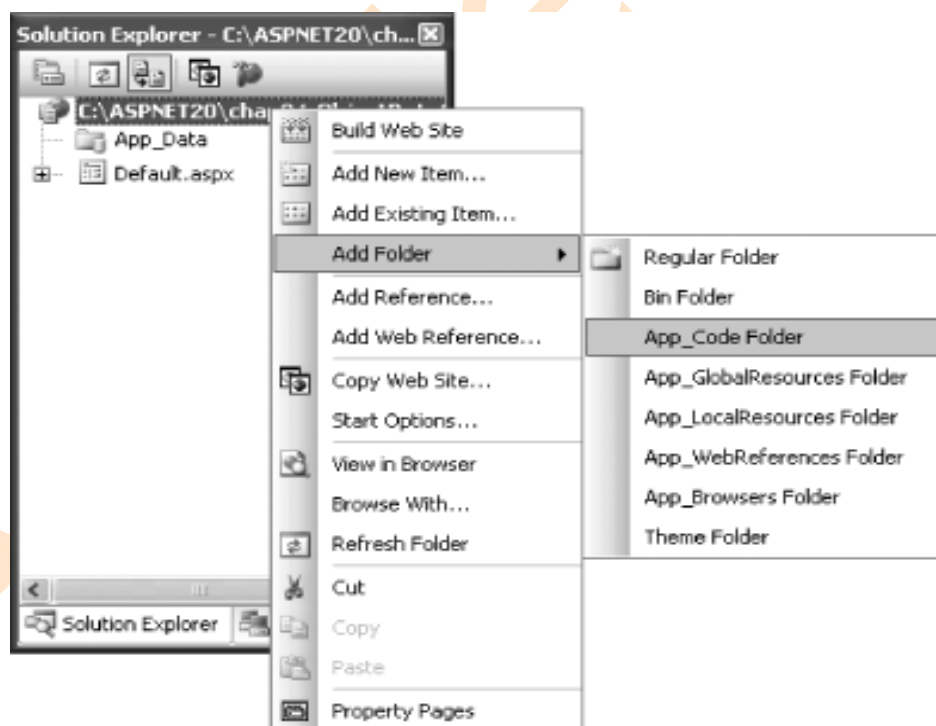 Solution Explorer - C:\ASPNET20\ch...
C:\ASPNET20\cha
App_Data
Default.aspx
Build Web Site
Add New Item...
Add Existing Item...
Add Folder
Add Reference...
Add Web Reference...
Copy Web Site...
Start Options...
View in Browser
Browse With...
Refresh Folder
Cut
Copy
Paste
Property Pages
Regular Folder
Bin Folder
App_Code Folder
App_GlobalResources Folder
App_LocalResources Folder
App_WebReferences Folder
App_Browsers Folder
Theme Folder
Solution Explorer